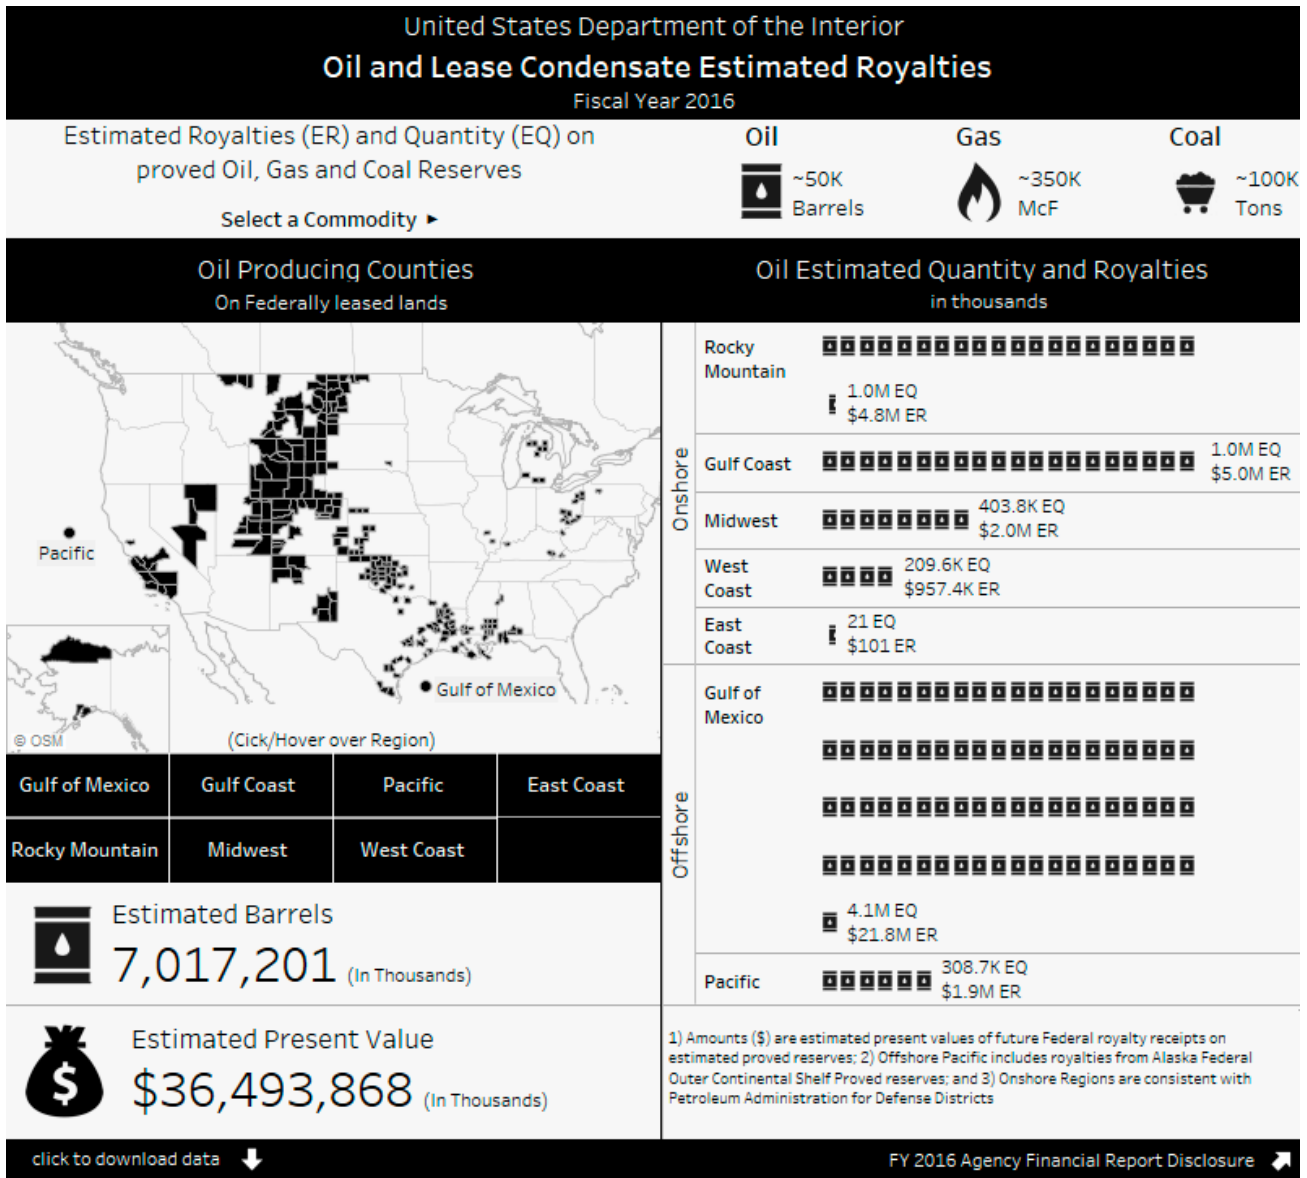 United States Department of the Interior
Oil and Lease Condensate Estimated Royalties
Fiscal Year 2016
Estimated Royalties (ER) and Quantity (EQ) on
proved Oil, Gas and Coal Reserves
Select a Commodity ►
Oil
~50K
Barrels
Gas
~350K
McF
Coal
~100K
Tons
Oil Producing Counties
On Federally leased lands
Pacific
Gulf of Mexico
© OSM
(Cick/Hover over Region)
Gulf of Mexico
Gulf Coast
Pacific
East Coast
Rocky Mountain
Midwest
West Coast
Estimated Barrels
7,017,201 (In Thousands)
Estimated Present Value
$
$36,493,868 (In Thousands)
Oil Estimated Quantity and Royalties
in thousands
Onshore
Rocky
Mountain
1.0M EQ
$4.8M ER
Gulf Coast
1.0M EQ
$5.0M ER
Midwest
403.8K EQ
$2.0M ER
West
Coast
209.6K EQ
$957.4K ER
East
Coast
21 EQ
$101 ER
Offshore
Gulf of
Mexico
4.1M EQ
$21.8M ER
Pacific
308.7K EQ
$1.9M ER
1) Amounts ($) are estimated present values of future Federal royalty receipts on
estimated proved reserves; 2) Offshore Pacific includes royalties from Alaska Federal
Outer Continental Shelf Proved reserves; and 3) Onshore Regions are consistent with
Petroleum Administration for Defense Districts
click to download data
FY 2016 Agency Financial Report Disclosure